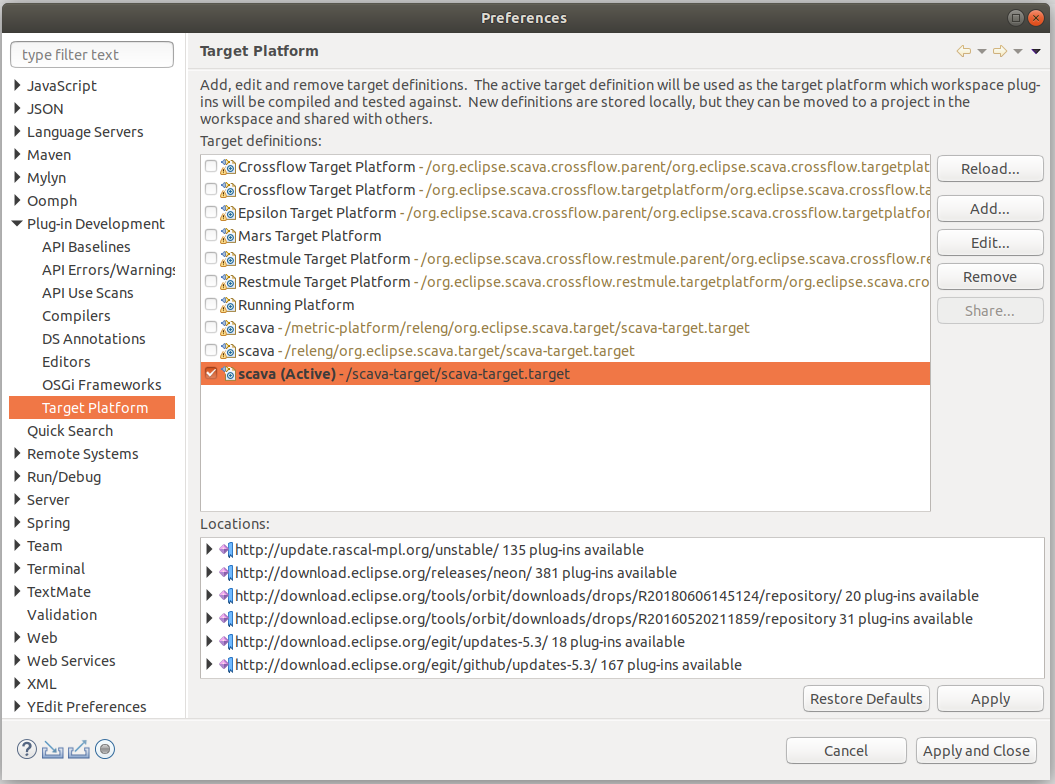 Preferences
type filter text
JavaScript
JSON
Language Servers
Maven
Mylyn
Oomph
Plug-in Development
API Baselines
API Errors/Warnings
API Use Scans
Compilers
DS Annotations
Editors
OSGi Frameworks
Target Platform
Quick Search
Remote Systems
Run/Debug
Server
Spring
Team
Terminal
TextMate
Validation
Web
Web Services
XML
YEdit Preferences
Target Platform
Add, edit and remove target definitions.  The active target definition will be used as the target platform which workspace plug-
ins will be compiled and tested against.  New definitions are stored locally, but they can be moved to a project in the
workspace and shared with others.
Target definitions:
Crossflow Target Platform - /org.eclipse.scava.crossflow.parent/org.eclipse.scava.crossflow.targetplat
Crossflow Target Platform - /org.eclipse.scava.crossflow.targetplatform/org.eclipse.scava.crossflow.ta
Epsilon Target Platform - /org.eclipse.scava.crossflow.parent/org.eclipse.scava.crossflow.targetplatfor
Mars Target Platform
Restmule Target Platform - /org.eclipse.scava.crossflow.restmule.parent/org.eclipse.scava.crossflow.re
Restmule Target Platform - /org.eclipse.scava.crossflow.restmule.targetplatform/org.eclipse.scava.cro
Running Platform
scava - /metric-platform/releng/org.eclipse.scava.target/scava-target.target
scava - /releng/org.eclipse.scava.target/scava-target.target
scava (Active) - /scava-target/scava-target.target
Reload...
Add...
Edit...
Remove
Share...
Locations:
http://update.rascal-mpl.org/unstable/ 135 plug-ins available
http://download.eclipse.org/releases/neon/ 381 plug-ins available
http://download.eclipse.org/tools/orbit/downloads/drops/R20180606145124/repository/ 20 plug-ins available
http://download.eclipse.org/tools/orbit/downloads/drops/R20160520211859/repository 31 plug-ins available
http://download.eclipse.org/egit/updates-5.3/ 18 plug-ins available
http://download.eclipse.org/egit/github/updates-5.3/ 167 plug-ins available
Restore Defaults
Apply
?
Cancel
Apply and Close